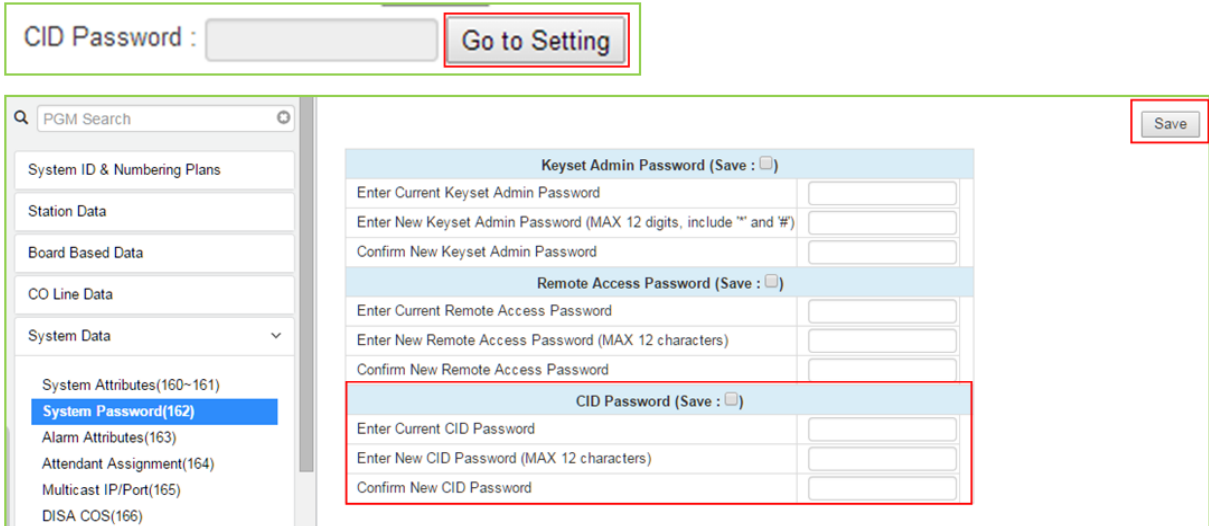 CID Password :
Go to Setting
PGM Search
Save
System ID & Numbering Plans
Station Data
Board Based Data
CO Line Data
System Data
System Attributes(160~161)
System Password(162)
Alarm Attributes(163)
Attendant Assignment(164)
Multicast IP/Port(165)
DISA COS(166)
Keyset Admin Password (Save : )
Enter Current Keyset Admin Password
Enter New Keyset Admin Password (MAX 12 digits, include '*' and '#')
Confirm New Keyset Admin Password
Remote Access Password (Save : )
Enter Current Remote Access Password
Enter New Remote Access Password (MAX 12 characters)
Confirm New Remote Access Password
CID Password (Save : )
Enter Current CID Password
Enter New CID Password (MAX 12 characters)
Confirm New CID Password